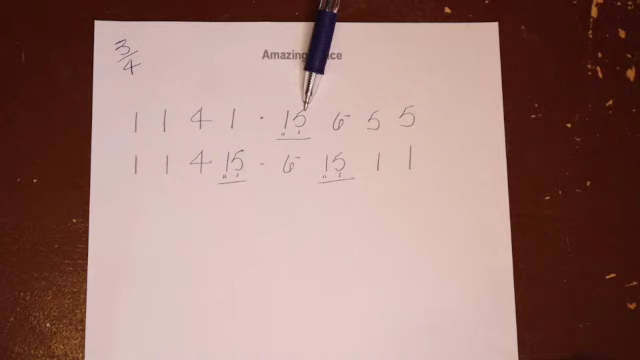 Amazing
3/4
1 1 4 1 · 15 6- 5 5
1 1 4 15 · 6- 15 1 1